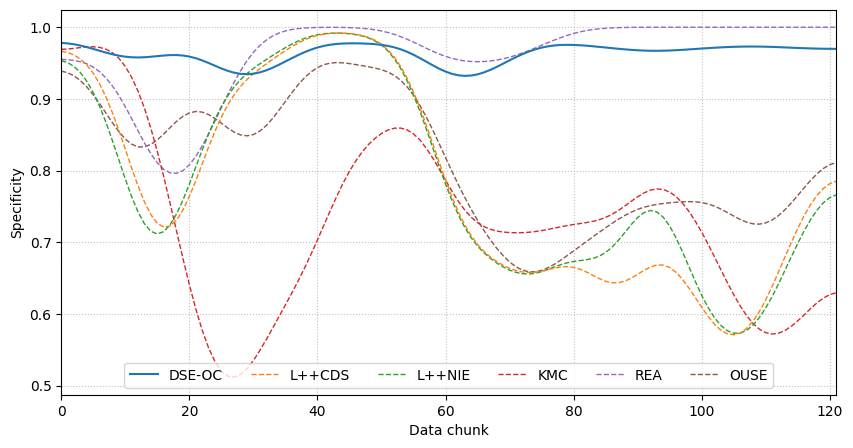 1.0
0.9
0.8
0.7
0.6
0.5
Specificity
DSE-OC L++CDS L++NIE KMC REA OUSE
0 20 40 60 80 100 120
Data chunk